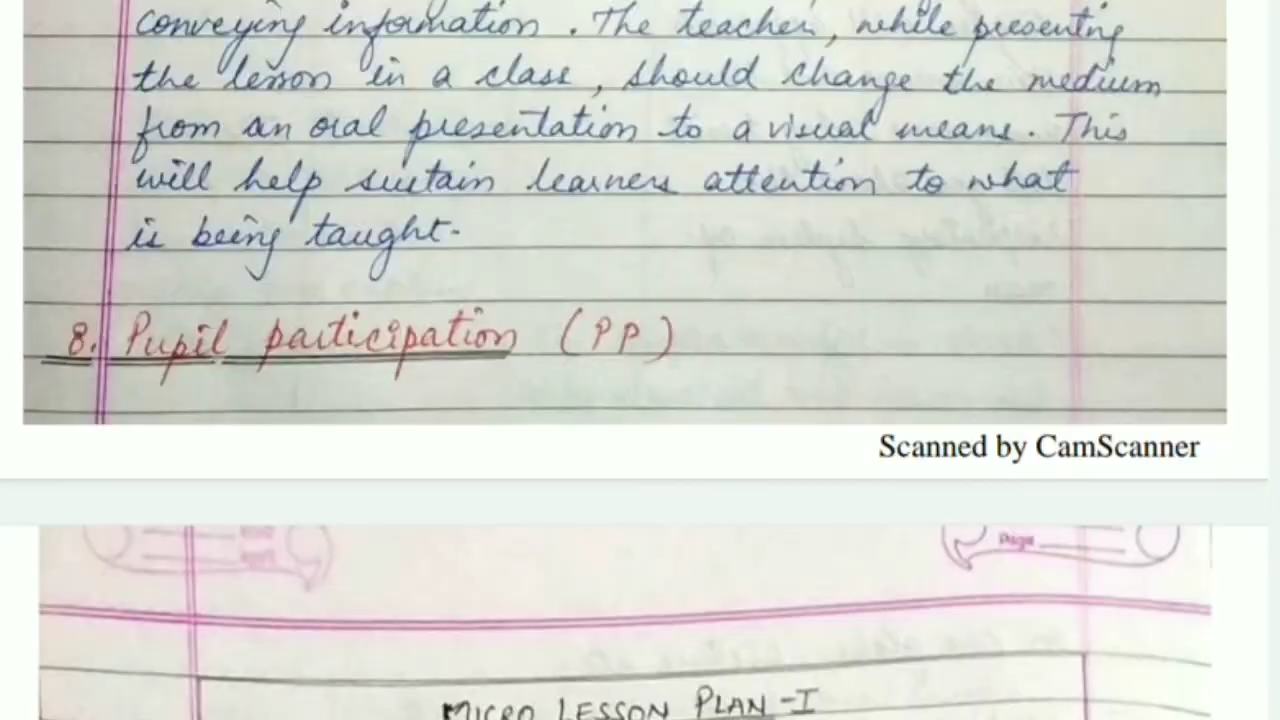 conveying information. The teacher, while presenting
the lesson in a class, should change the medium
from an oral presentation to a visual means. This
will help sustain learners attention to what
is being taught.
8. Pupil participation (PP)
Scanned by CamScanner
Page
MICRO LESSON PLAN-I